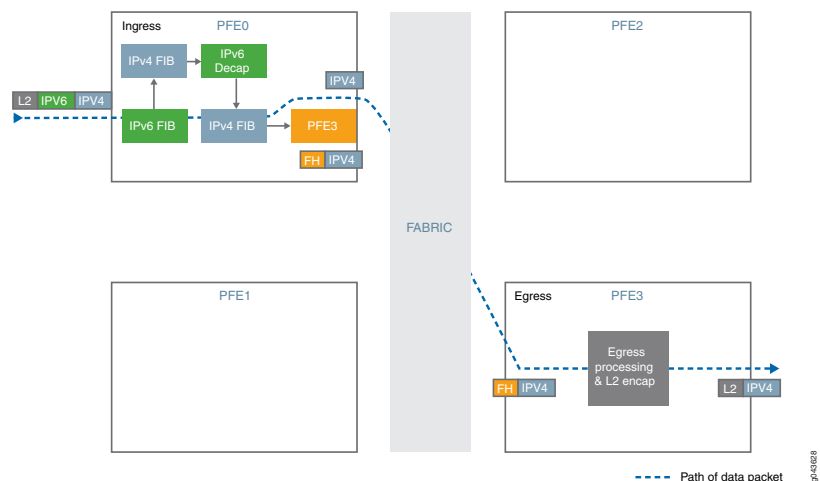 Ingress
PFE0
IPv4 FIB
IPv6
Decap
IPV4
L2 IPV6 IPV4
IPv6 FIB
IPv4 FIB
PFE3
FH IPV4
PFE2
FABRIC
PFE1
Egress
PFE3
Egress
processing
& L2 encap
FH IPV4
L2 IPV4
Path of data packet
g043628